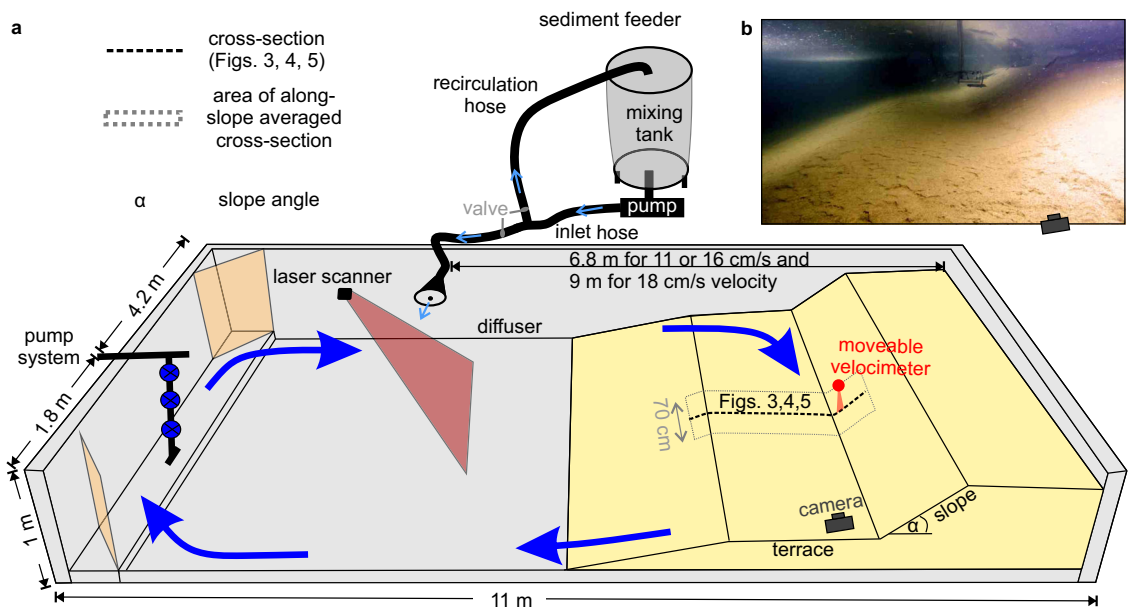 a
cross-section
(Figs. 3, 4, 5)
area of along-
slope averaged
cross-section
α
slope angle
sediment feeder
recirculation
hose
mixing
tank
valve
pump
inlet hose
b
6.8 m for 11 or 16 cm/s and
9 m for 18 cm/s velocity
laser scanner
diffuser
4.2 m
pump
system
1.8 m
1 m
moveable
velocimeter
Figs. 3,4,5
70 cm
camera
α
slope
terrace
11 m